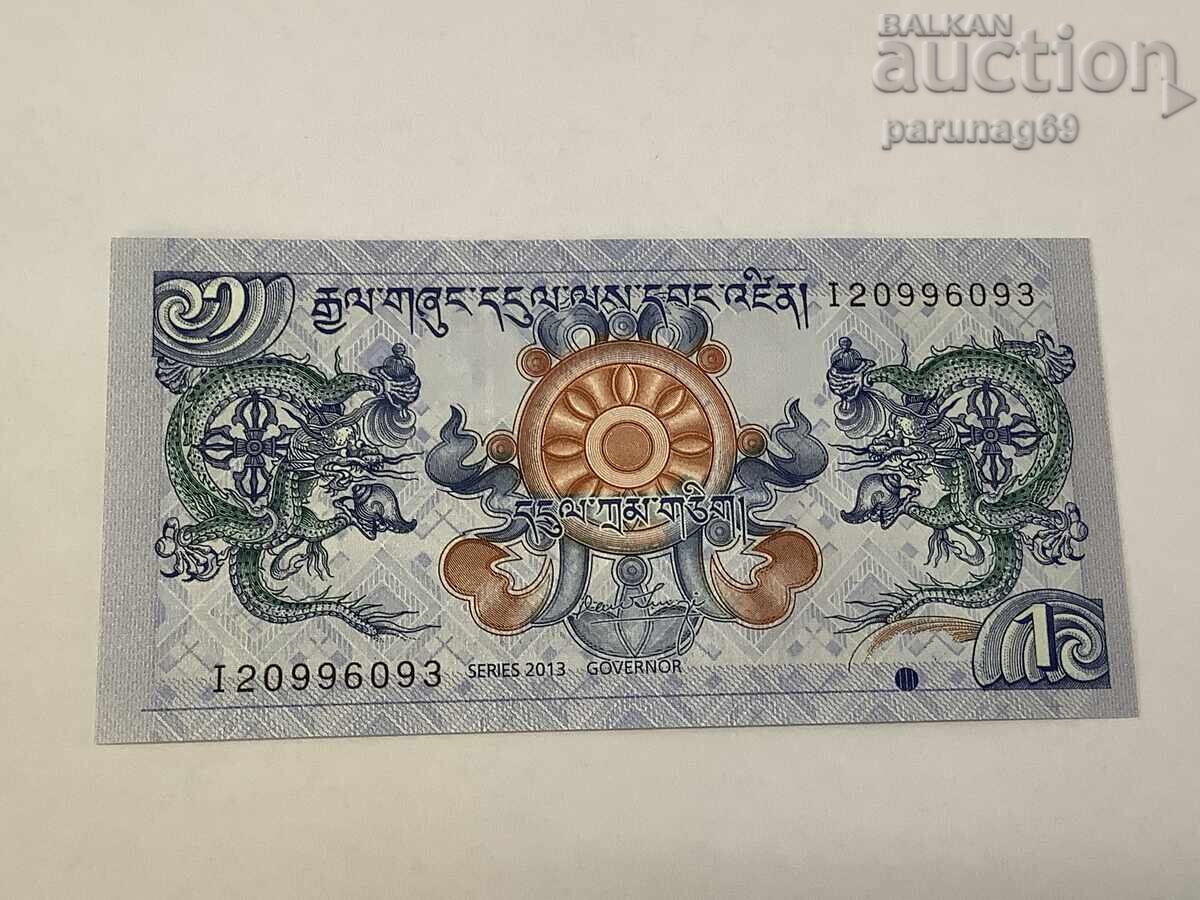 BALKAN
auction
parunag69
༡
རྒྱལ་གཞུང་དངུལ་ལས་དབང་འཛིན།
I20996093
དངུལ་ཀྲམ་གཅིག།
I20996093 SERIES 2013 GOVERNOR
1